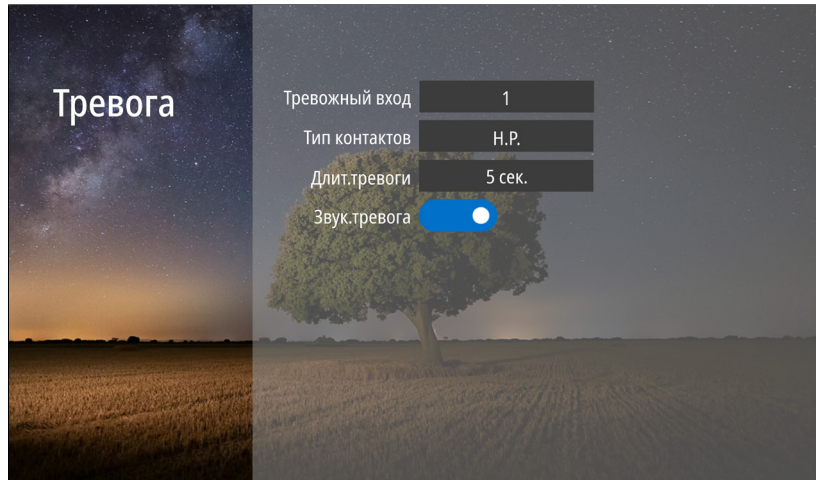 Тревога
Тревожный вход 1
Тип контактов Н.Р.
Длит.тревоги 5 сек.
Звук.тревога